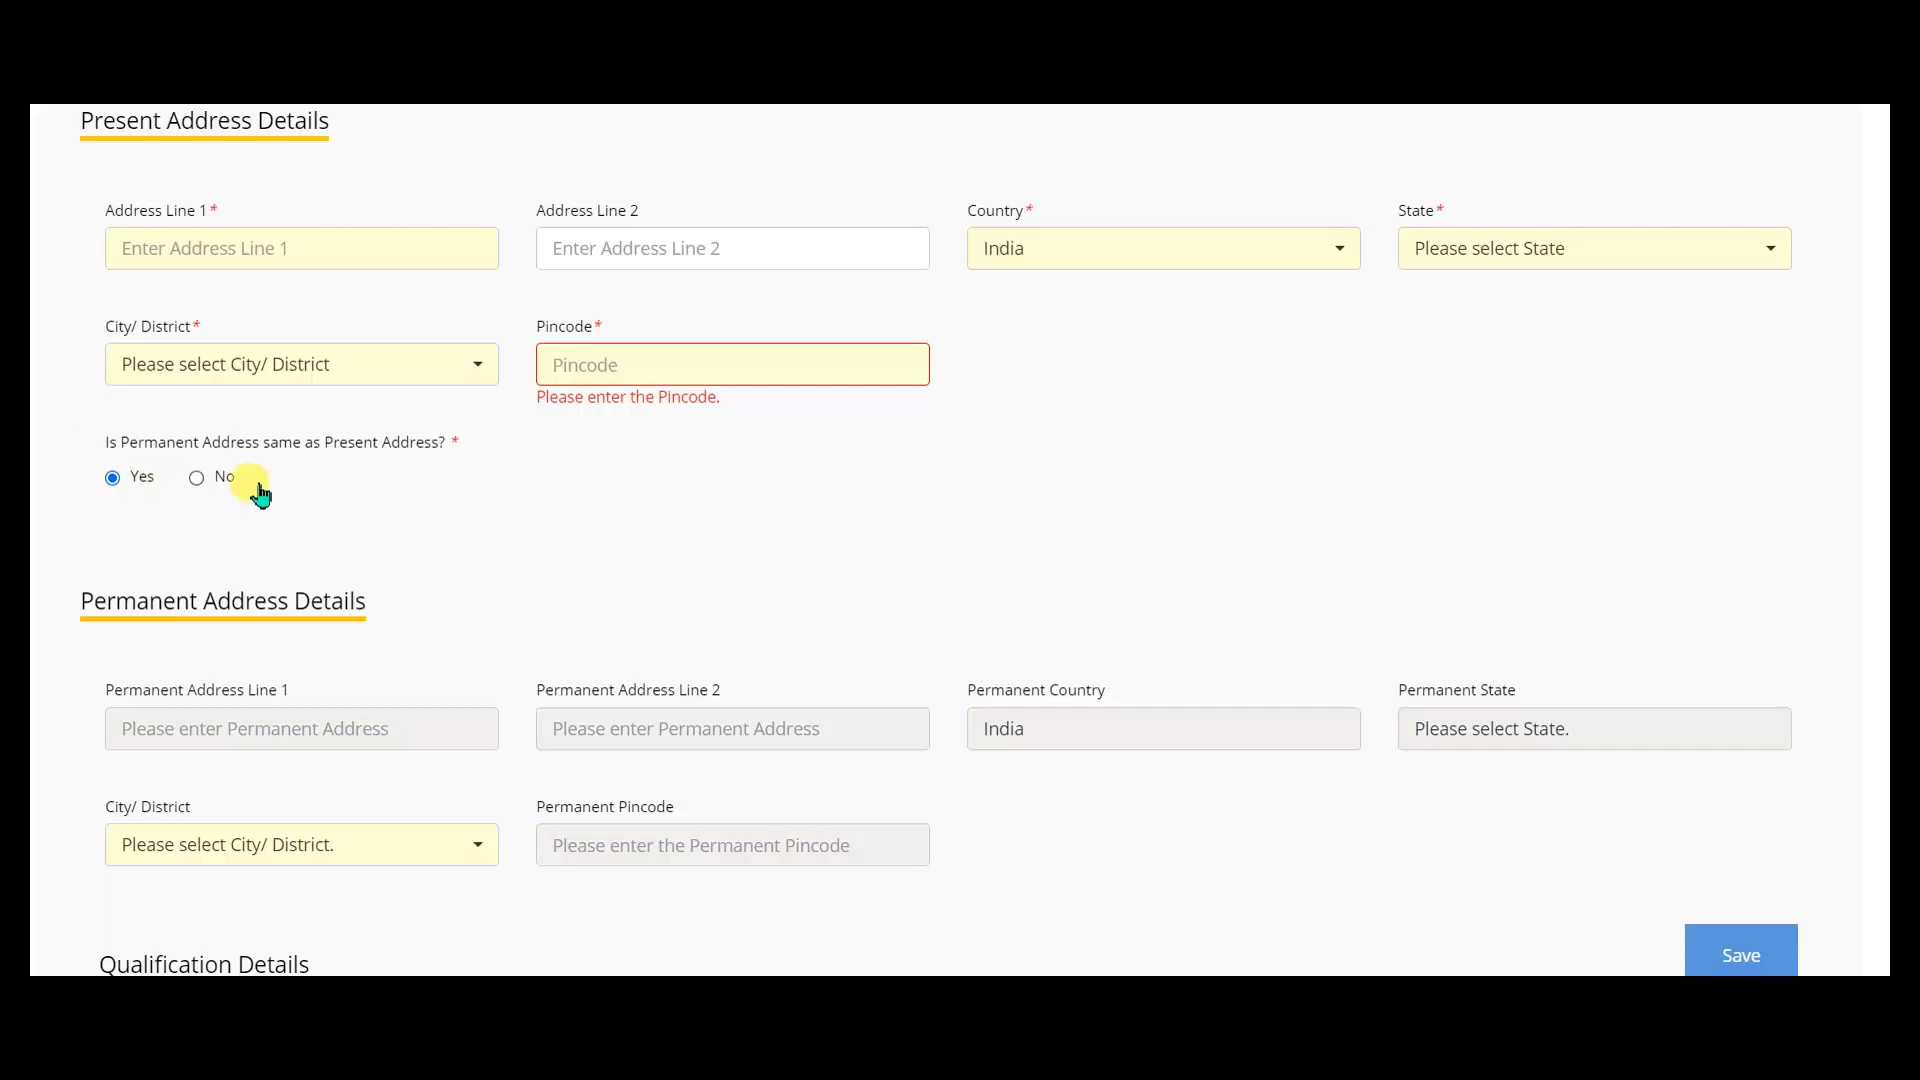 Present Address Details
Address Line 1* Address Line 2 Country* State*
Enter Address Line 1 Enter Address Line 2 India Please select State
City/ District* Pincode*
Please select City/ District Pincode
Please enter the Pincode.
Is Permanent Address same as Present Address? *
Yes No
Permanent Address Details
Permanent Address Line 1 Permanent Address Line 2 Permanent Country Permanent State
Please enter Permanent Address Please enter Permanent Address India Please select State.
City/ District Permanent Pincode
Please select City/ District. Please enter the Permanent Pincode
Qualification Details Save